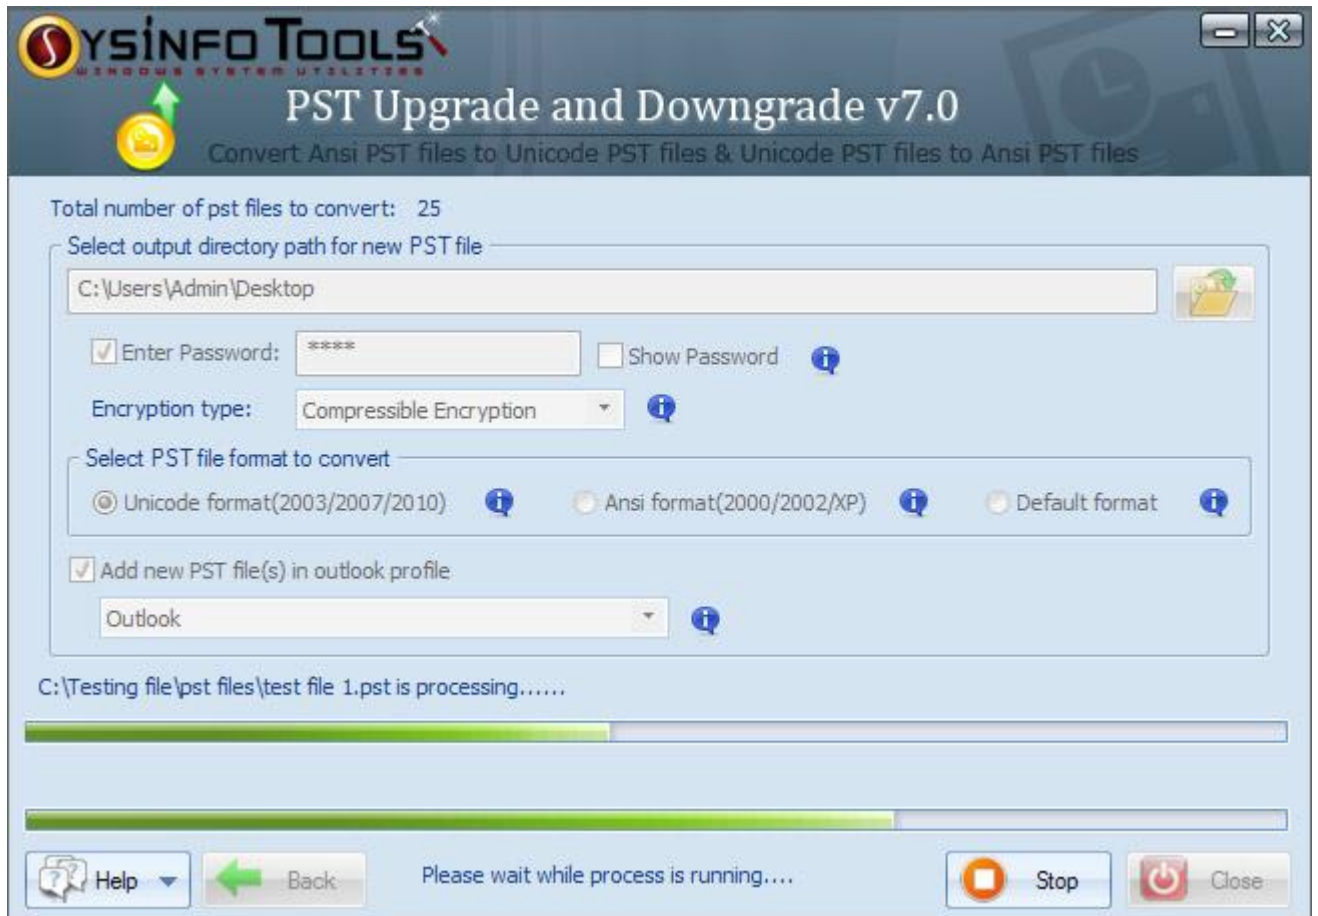 SYSINFO TOOLS
WINDOWS SYSTEM UTILITIES
PST Upgrade and Downgrade v7.0
Convert Ansi PST files to Unicode PST files & Unicode PST files to Ansi PST files
Total number of pst files to convert: 25
Select output directory path for new PST file
C:\Users\Admin\Desktop
Enter Password: **** Show Password
Encryption type: Compressible Encryption
Select PST file format to convert
Unicode format(2003/2007/2010) Ansi format(2000/2002/XP) Default format
Add new PST file(s) in outlook profile
Outlook
C:\Testing file\pst files\test file 1.pst is processing......
Help Back Please wait while process is running.... Stop Close